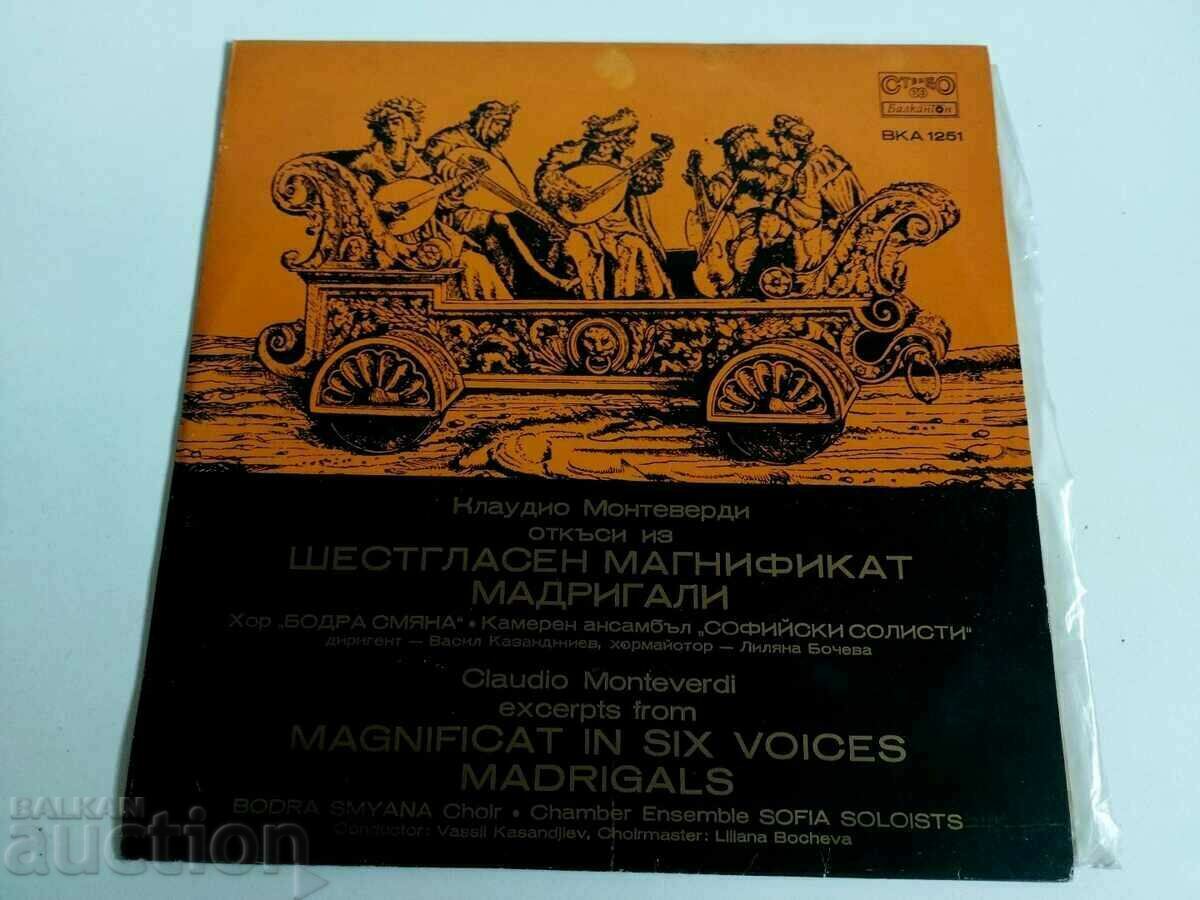 Стерео
33
Балкантон
ВКА 1251
Клаудио Монтеверди
откъси из
ШЕСТГЛАСЕН МАГНИФИКАТ
МАДРИГАЛИ
Хор „БОДРА СМЯНА“ • Камерен ансамбъл „СОФИЙСКИ СОЛИСТИ“
диригент – Васил Казанджиев, хормайстор – Лиляна Бочева
Claudio Monteverdi
excerpts from
MAGNIFICAT IN SIX VOICES
MADRIGALS
BODRA SMYANA Choir • Chamber Ensemble SOFIA SOLOISTS
Conductor: Vassil Kasandjiev, Choirmaster: Liliana Bocheva
BALKAN
auction